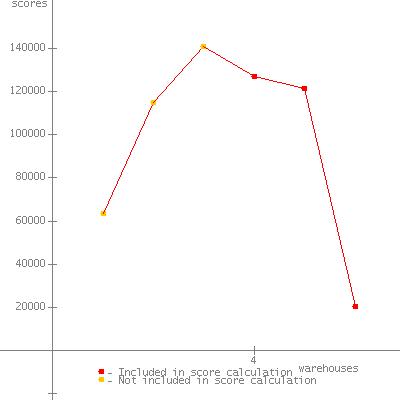 scores
140000
120000
100000
80000
60000
40000
20000
4
warehouses
- Included in score calculation
- Not included in score calculation